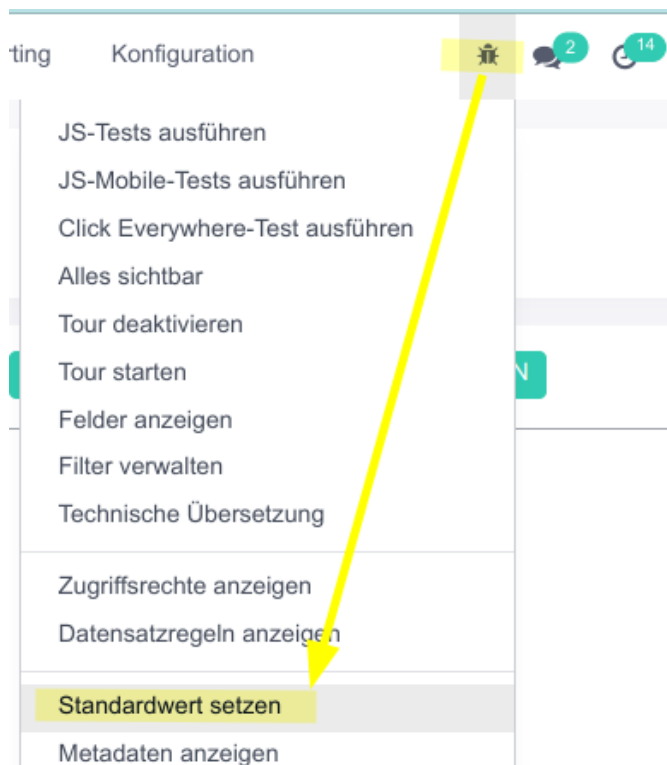 rting Konfiguration 2 14
JS-Tests ausführen
JS-Mobile-Tests ausführen
Click Everywhere-Test ausführen
Alles sichtbar
Tour deaktivieren
Tour starten
N
Felder anzeigen
Filter verwalten
Technische Übersetzung
Zugriffsrechte anzeigen
Datensatzregeln anzeigen
Standardwert setzen
Metadaten anzeigen